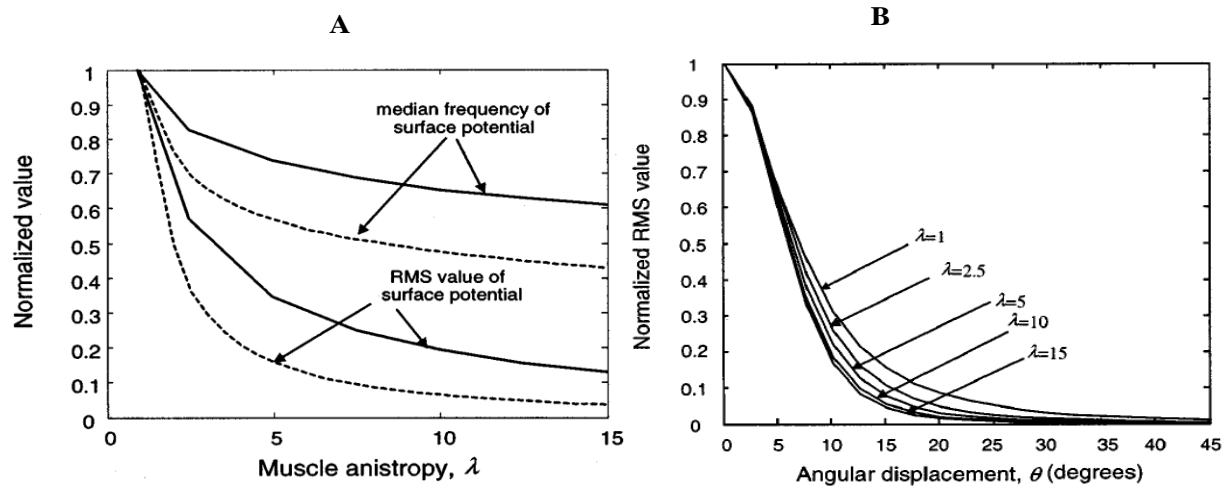 A
B
Normalized value
1
0.9
0.8
0.7
0.6
0.5
0.4
0.3
0.2
0.1
0
median frequency of
surface potential
RMS value of
surface potential
0 5 10 15
Muscle anistropy, λ
Normalized RMS value
1
0.9
0.8
0.7
0.6
0.5
0.4
0.3
0.2
0.1
0
λ=1
λ=2.5
λ=5
λ=10
λ=15
0 5 10 15 20 25 30 35 40 45
Angular displacement, θ (degrees)